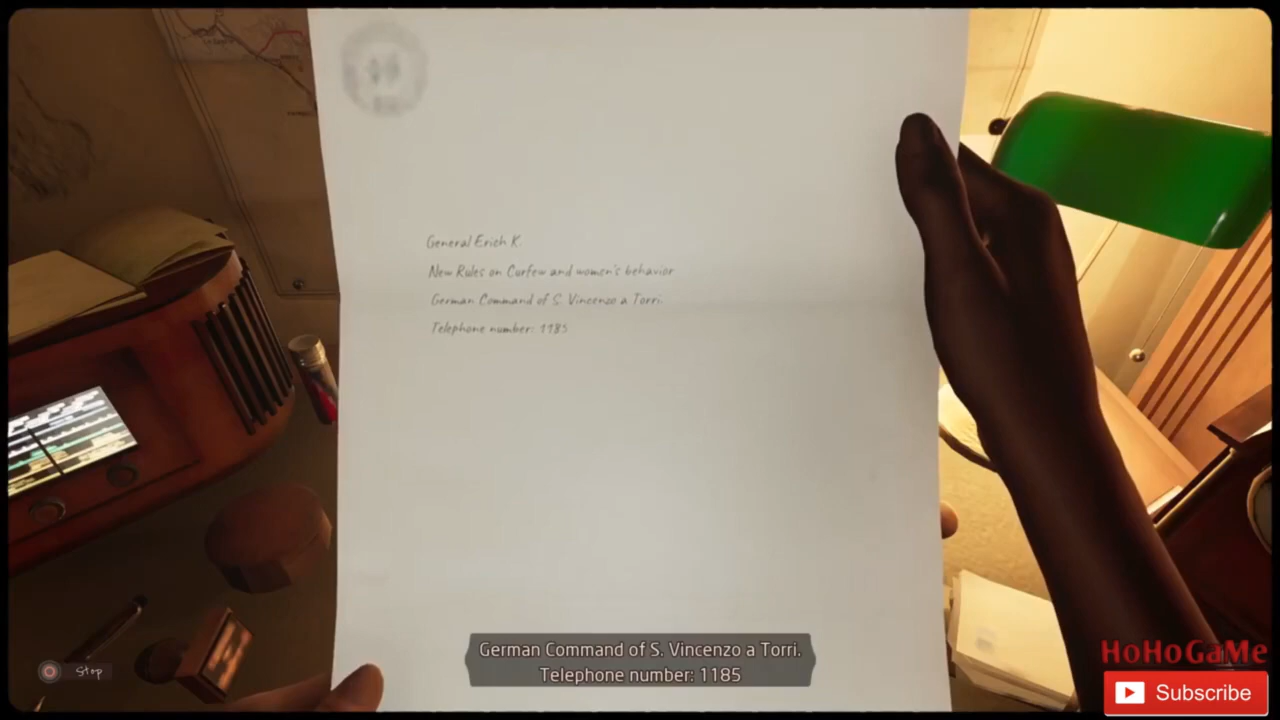 General Erich K.
New Rules on Curfew and women's behavior
German Command of S. Vincenzo a Torri.
Telephone number: 1185
German Command of S. Vincenzo a Torri.
Telephone number: 1185
Stop
HoHoGaMe
Subscribe